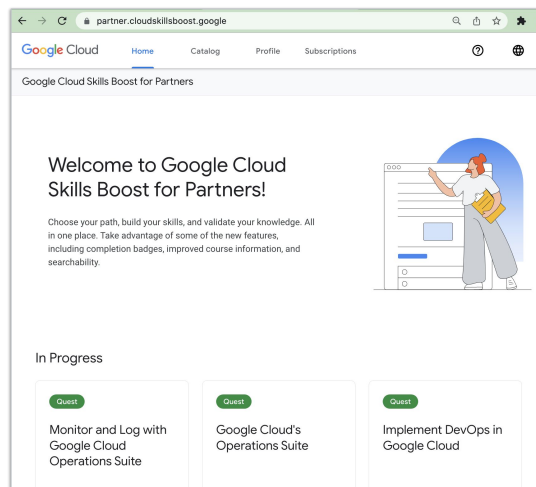 partner.cloudskillsboost.google
Google Cloud
Home
Catalog
Profile
Subscriptions
Google Cloud Skills Boost for Partners
Welcome to Google Cloud
Skills Boost for Partners!
Choose your path, build your skills, and validate your knowledge. All
in one place. Take advantage of some of the new features,
including completion badges, improved course information, and
searchability.
In Progress
Quest
Monitor and Log with
Google Cloud
Operations Suite
Quest
Google Cloud's
Operations Suite
Quest
Implement DevOps in
Google Cloud